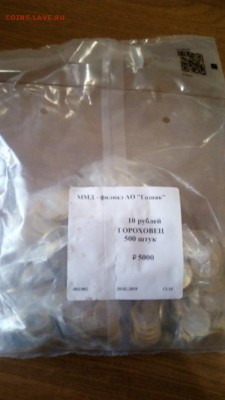 COINS.LAVE.RU
ММД - филиал АО "Гознак"
10 рублей
ГОРОХОВЕЦ
500 штук
₽ 5000